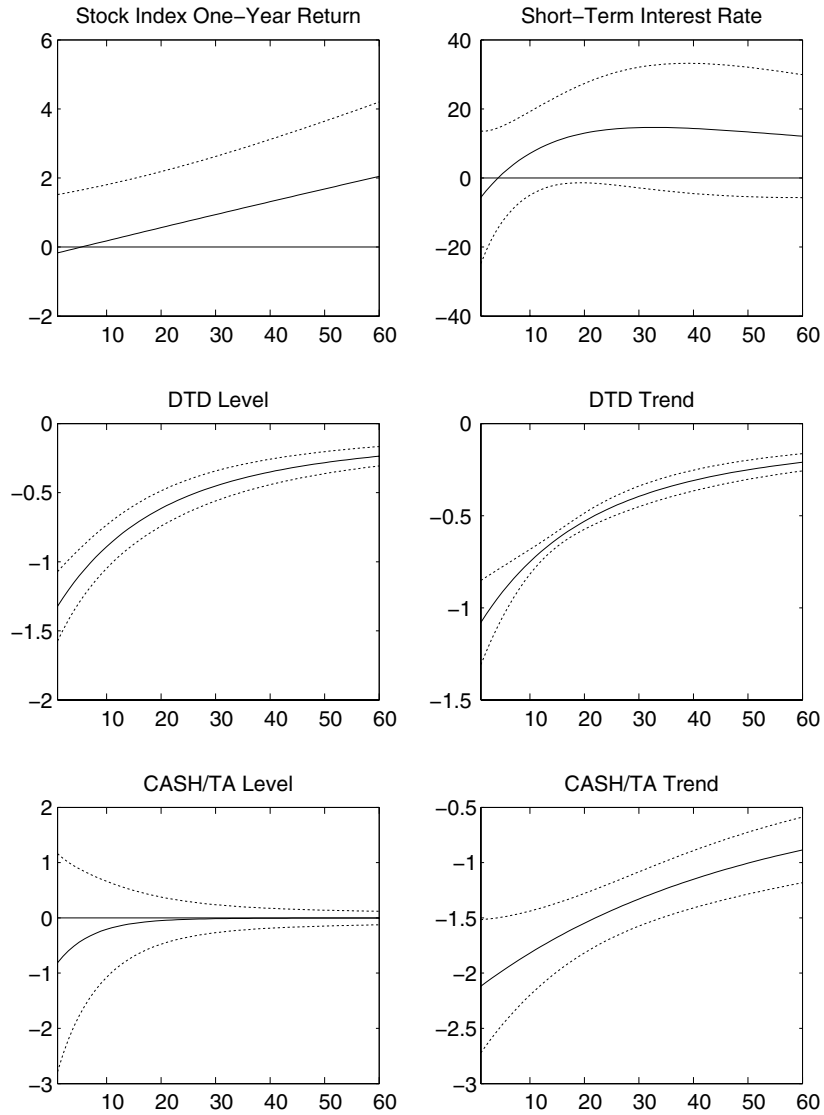 Stock Index One−Year Return
6
4
2
0
−2
10 20 30 40 50 60
Short−Term Interest Rate
40
20
0
−20
−40
10 20 30 40 50 60
DTD Level
0
−0.5
−1
−1.5
−2
10 20 30 40 50 60
DTD Trend
0
−0.5
−1
−1.5
10 20 30 40 50 60
CASH/TA Level
2
1
0
−1
−2
−3
10 20 30 40 50 60
CASH/TA Trend
−0.5
−1
−1.5
−2
−2.5
−3
10 20 30 40 50 60